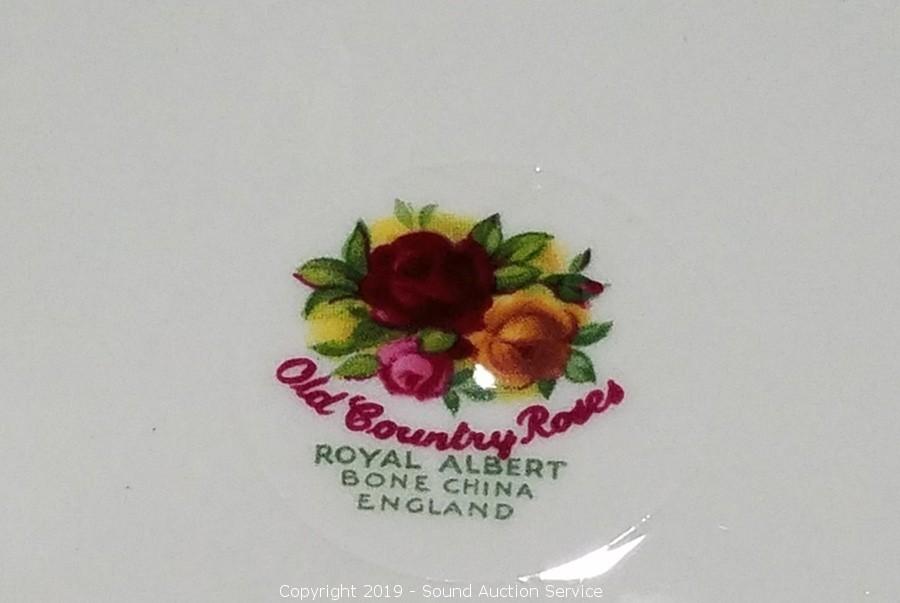 Old Country Roses
ROYAL ALBERT
BONE CHINA
ENGLAND
Copyright 2019 - Sound Auction Service